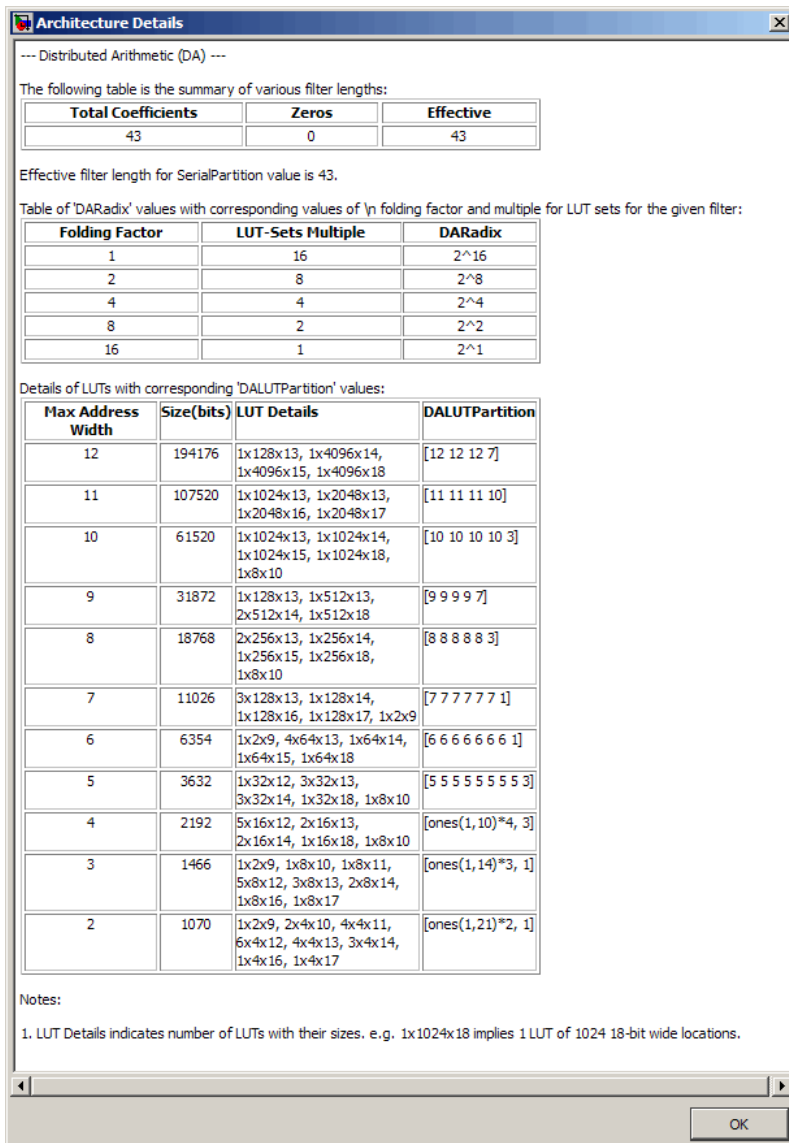 Architecture Details
--- Distributed Arithmetic (DA) ---
The following table is the summary of various filter lengths:
Total Coefficients Zeros Effective
43 0 43
Effective filter length for SerialPartition value is 43.
Table of 'DARadix' values with corresponding values of \n folding factor and multiple for LUT sets for the given filter:
Folding Factor LUT-Sets Multiple DARadix
1 16 2^16
2 8 2^8
4 4 2^4
8 2 2^2
16 1 2^1
Details of LUTs with corresponding 'DALUTPartition' values:
Max Address Size(bits) LUT Details DALUTPartition
Width
12 194176 1x128x13, 1x4096x14, [12 12 12 7]
1x4096x15, 1x4096x18
11 107520 1x1024x13, 1x2048x13, [11 11 11 10]
1x2048x16, 1x2048x17
10 61520 1x1024x13, 1x1024x14, [10 10 10 10 3]
1x1024x15, 1x1024x18,
1x8x10
9 31872 1x128x13, 1x512x13, [9 9 9 9 7]
2x512x14, 1x512x18
8 18768 2x256x13, 1x256x14, [8 8 8 8 8 3]
1x256x15, 1x256x18,
1x8x10
7 11026 3x128x13, 1x128x14, [7 7 7 7 7 7 1]
1x128x16, 1x128x17, 1x2x9
6 6354 1x2x9, 4x64x13, 1x64x14, [6 6 6 6 6 6 6 1]
1x64x15, 1x64x18
5 3632 1x32x12, 3x32x13, [5 5 5 5 5 5 5 5 3]
3x32x14, 1x32x18, 1x8x10
4 2192 5x16x12, 2x16x13, [ones(1,10)*4, 3]
2x16x14, 1x16x18, 1x8x10
3 1466 1x2x9, 1x8x10, 1x8x11, [ones(1,14)*3, 1]
5x8x12, 3x8x13, 2x8x14,
1x8x16, 1x8x17
2 1070 1x2x9, 2x4x10, 4x4x11, [ones(1,21)*2, 1]
6x4x12, 4x4x13, 3x4x14,
1x4x16, 1x4x17
Notes:
1. LUT Details indicates number of LUTs with their sizes. e.g. 1x1024x18 implies 1 LUT of 1024 18-bit wide locations.
OK